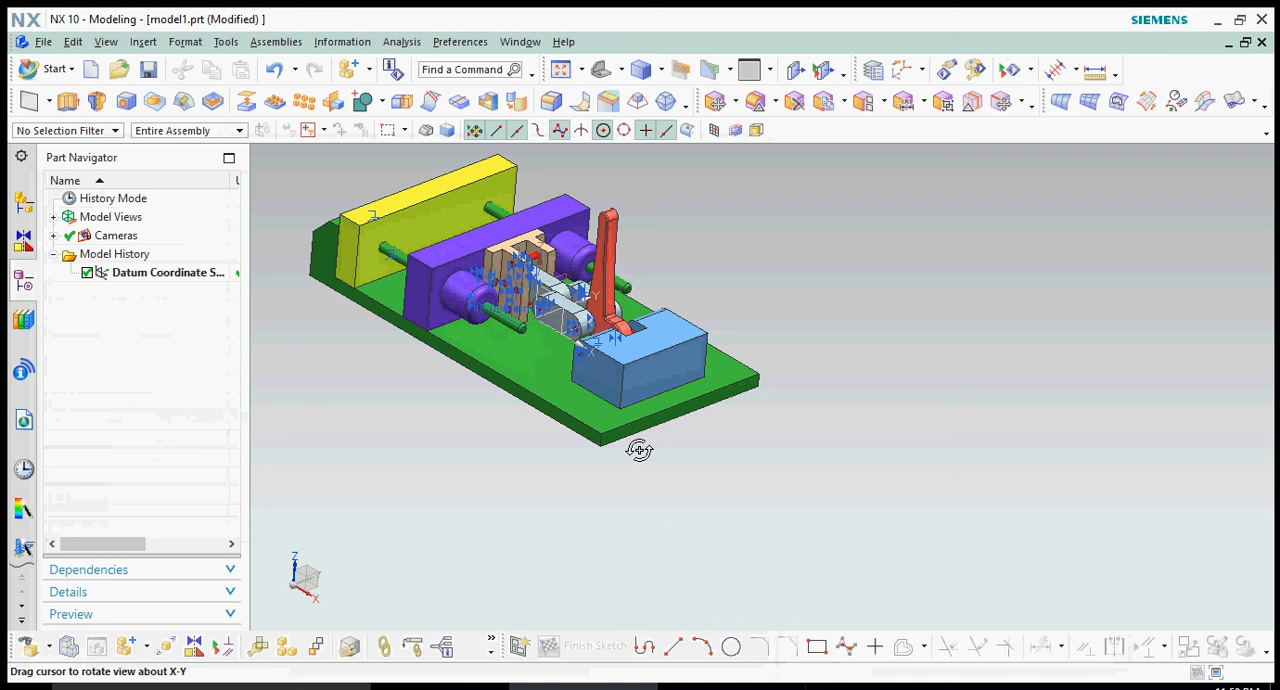 NX NX 10 - Modeling - [model1.prt (Modified) ] SIEMENS
File Edit View Insert Format Tools Assemblies Information Analysis Preferences Window Help
Start Find a Command
No Selection Filter Entire Assembly
Part Navigator
Name
History Mode
Model Views
Cameras
Model History
Datum Coordinate S...
Dependencies
Details
Preview
Z
X
Finish Sketch
Drag cursor to rotate view about X-Y